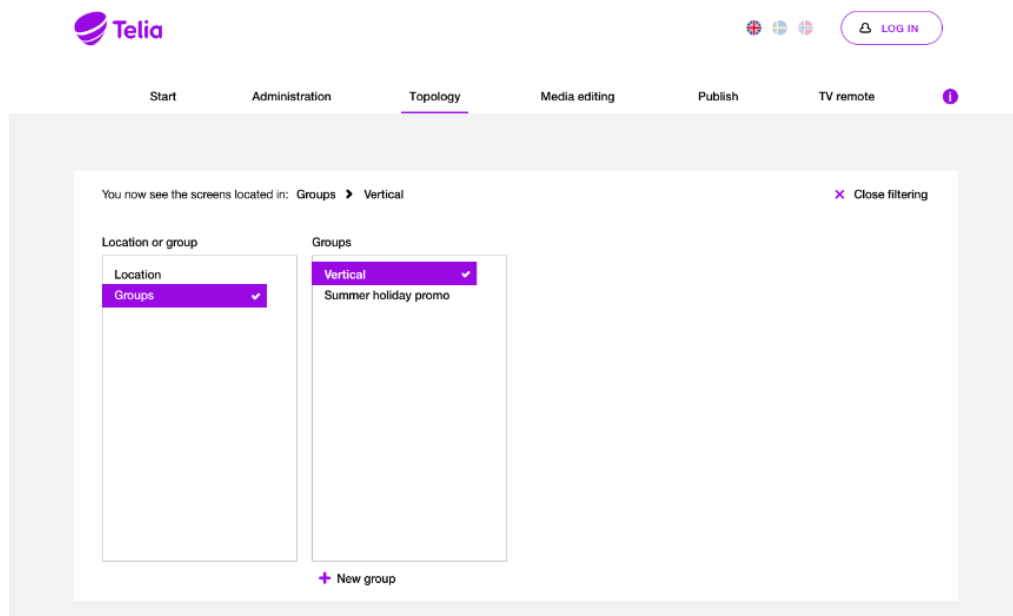 Telia
LOG IN
Start Administration Topology Media editing Publish TV remote i
You now see the screens located in: Groups > Vertical
Close filtering
Location or group
Groups
Location
Groups
Vertical
Summer holiday promo
New group